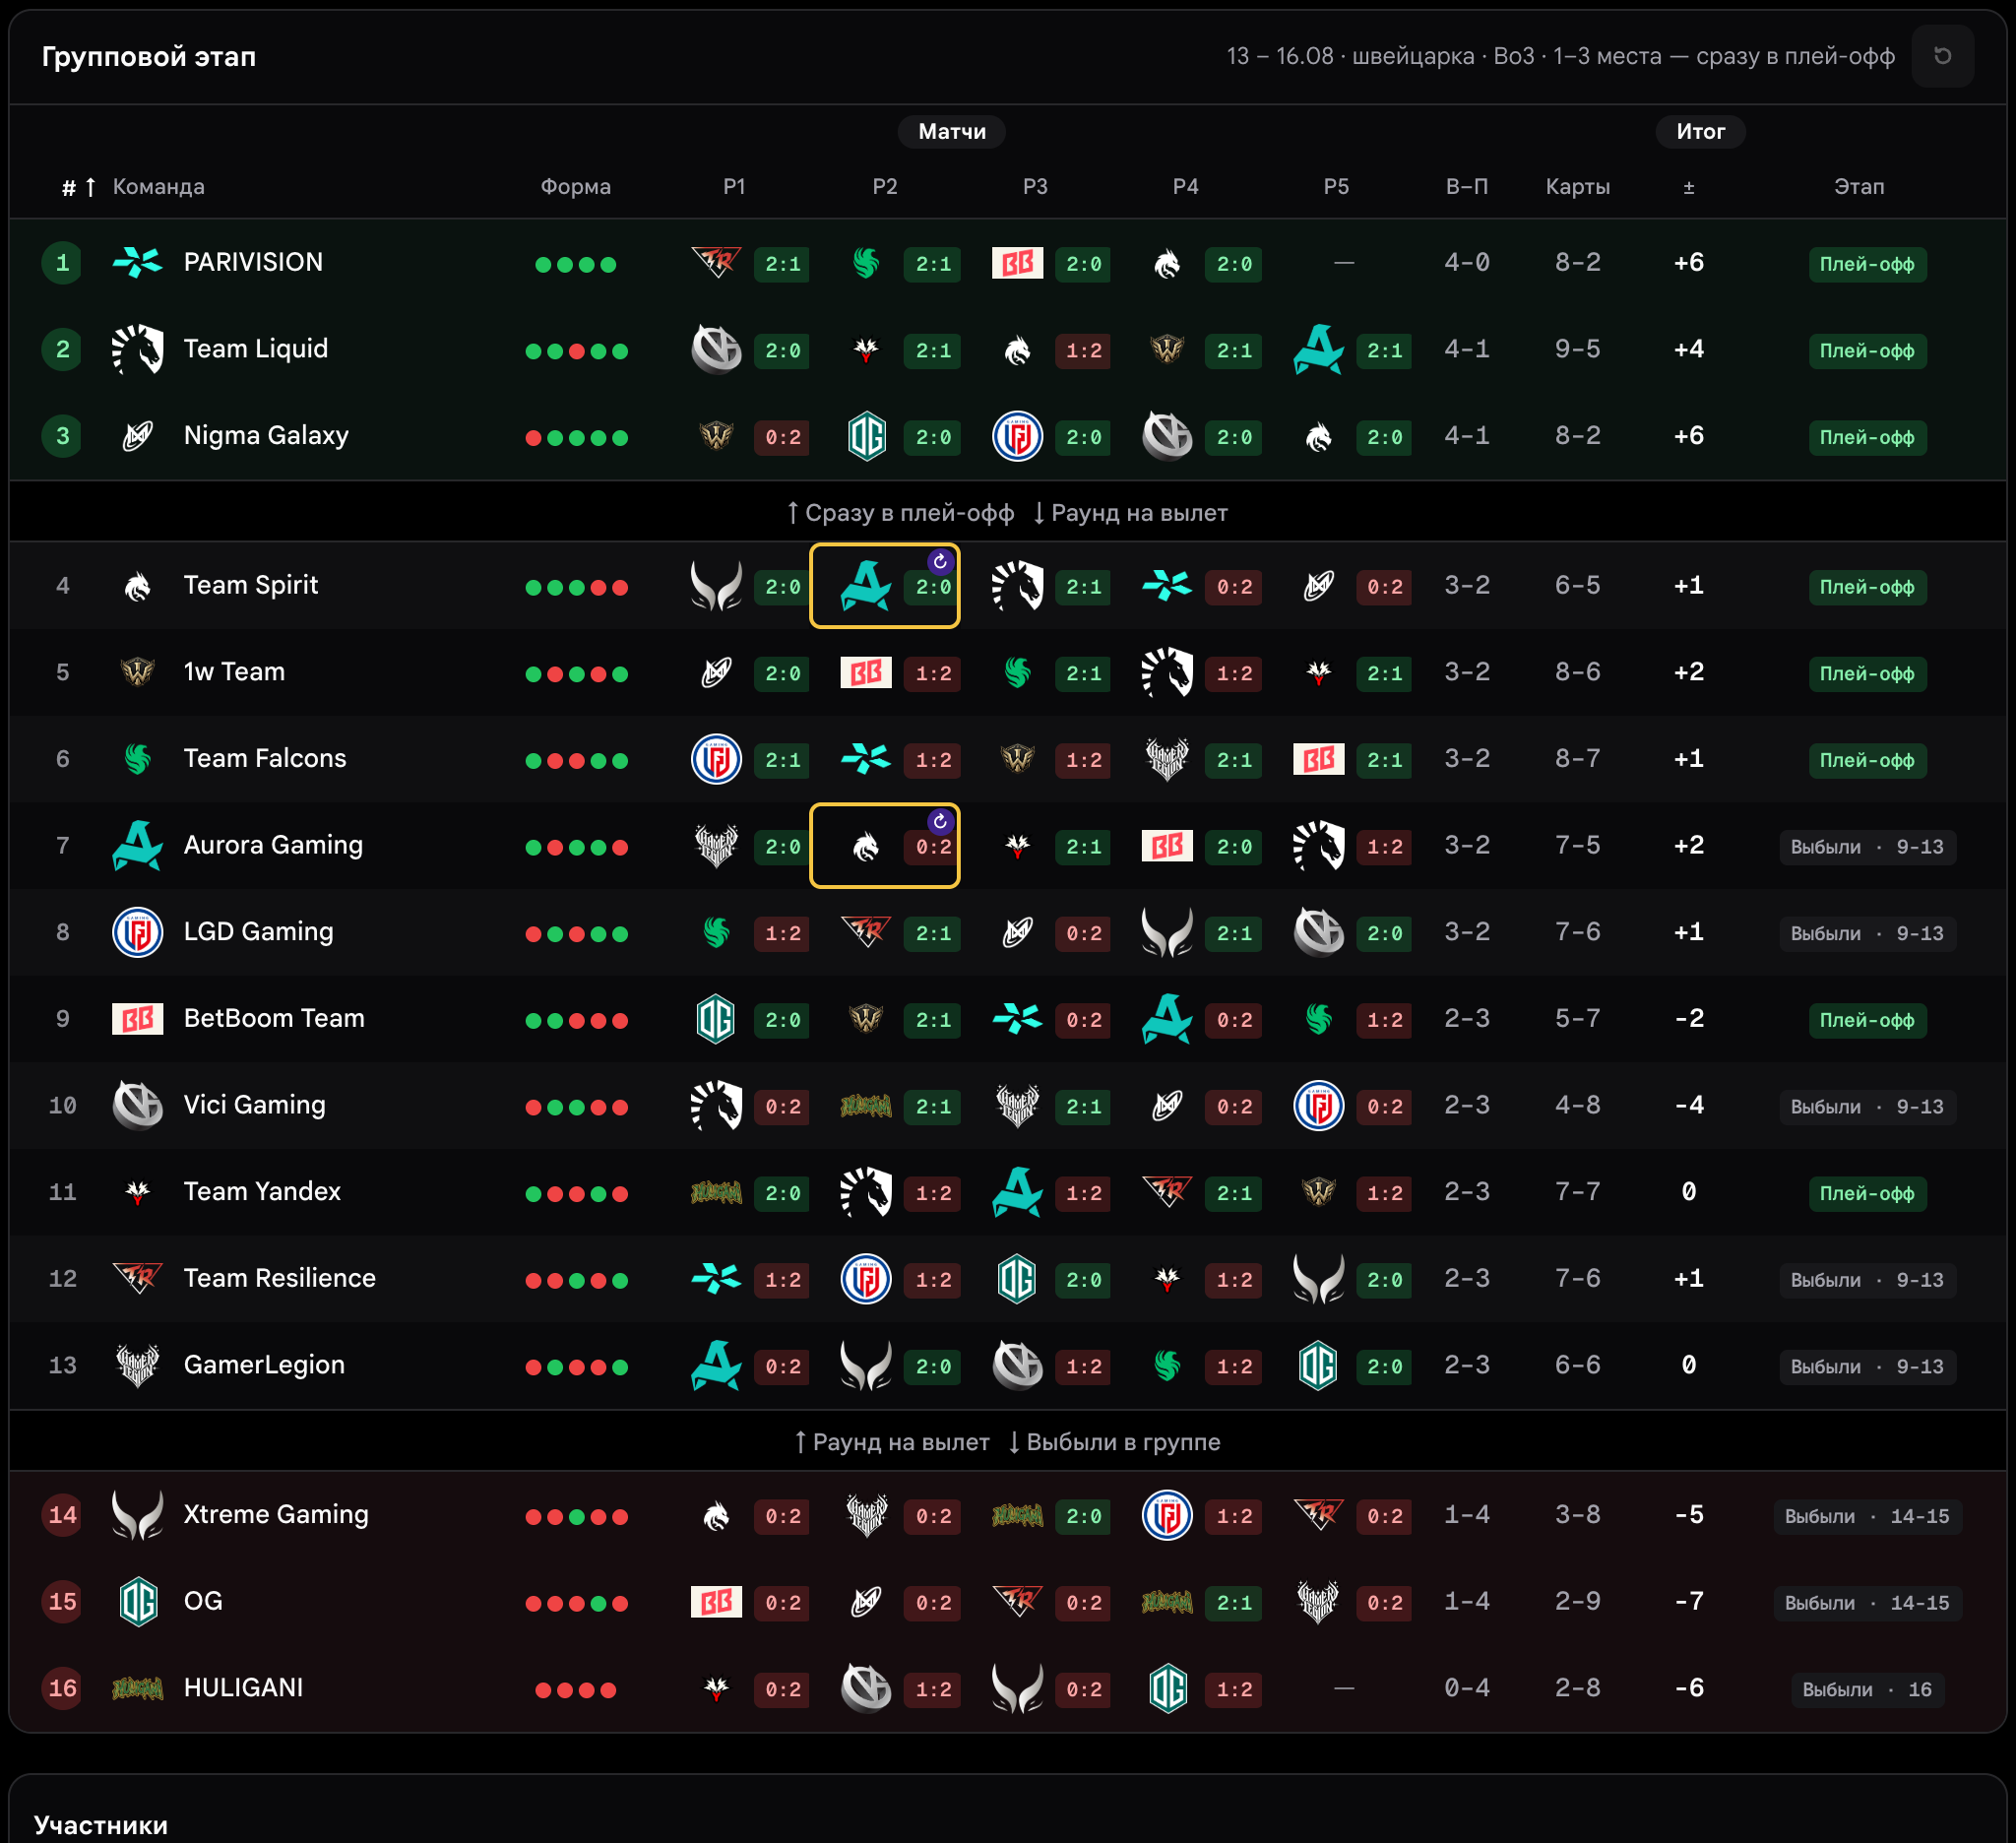 Групповой этап
13 – 16.08 · швейцарка · Bo3 · 1–3 места — сразу в плей-офф
Матчи Итог
# ↑ Команда Форма Р1 Р2 Р3 Р4 Р5 В–П Карты ± Этап
1 PARIVISION 2:1 2:1 BB 2:0 2:0 — 4–0 8–2 +6 Плей-офф
2 Team Liquid 2:0 2:1 1:2 2:1 2:1 4–1 9–5 +4 Плей-офф
3 Nigma Galaxy 0:2 OG 2:0 2:0 2:0 2:0 4–1 8–2 +6 Плей-офф
↑ Сразу в плей-офф ↓ Раунд на вылет
4 Team Spirit 2:0 2:0 2:1 0:2 0:2 3–2 6–5 +1 Плей-офф
5 1w Team 2:0 BB 1:2 2:1 1:2 2:1 3–2 8–6 +2 Плей-офф
6 Team Falcons 2:1 1:2 1:2 2:1 BB 2:1 3–2 8–7 +1 Плей-офф
7 Aurora Gaming 2:0 0:2 2:1 BB 2:0 1:2 3–2 7–5 +2 Выбыли · 9-13
8 LGD Gaming 1:2 2:1 0:2 2:1 2:0 3–2 7–6 +1 Выбыли · 9-13
9 BB BetBoom Team OG 2:0 2:1 0:2 0:2 1:2 2–3 5–7 -2 Плей-офф
10 Vici Gaming 0:2 2:1 2:1 0:2 0:2 2–3 4–8 -4 Выбыли · 9-13
11 Team Yandex 2:0 1:2 1:2 2:1 1:2 2–3 7–7 0 Плей-офф
12 Team Resilience 1:2 1:2 OG 2:0 1:2 2:0 2–3 7–6 +1 Выбыли · 9-13
13 GamerLegion 0:2 2:0 1:2 1:2 OG 2:0 2–3 6–6 0 Выбыли · 9-13
↑ Раунд на вылет ↓ Выбыли в группе
14 Xtreme Gaming 0:2 0:2 2:0 1:2 0:2 1–4 3–8 -5 Выбыли · 14-15
15 OG OG BB 0:2 0:2 0:2 2:1 0:2 1–4 2–9 -7 Выбыли · 14-15
16 HULIGANI 0:2 1:2 0:2 OG 1:2 — 0–4 2–8 -6 Выбыли · 16
Участники